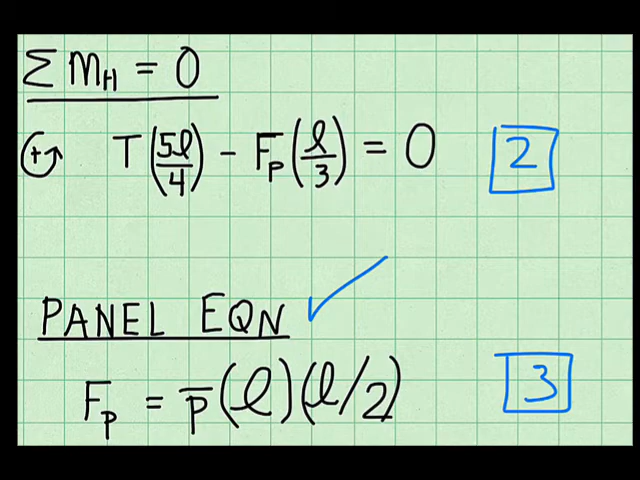 ΣM_H = 0
(+↺) T(5l/4) - F_p(l/3) = 0 2
PANEL EQN ✓
F_p = p̅(l)(l/2) 3